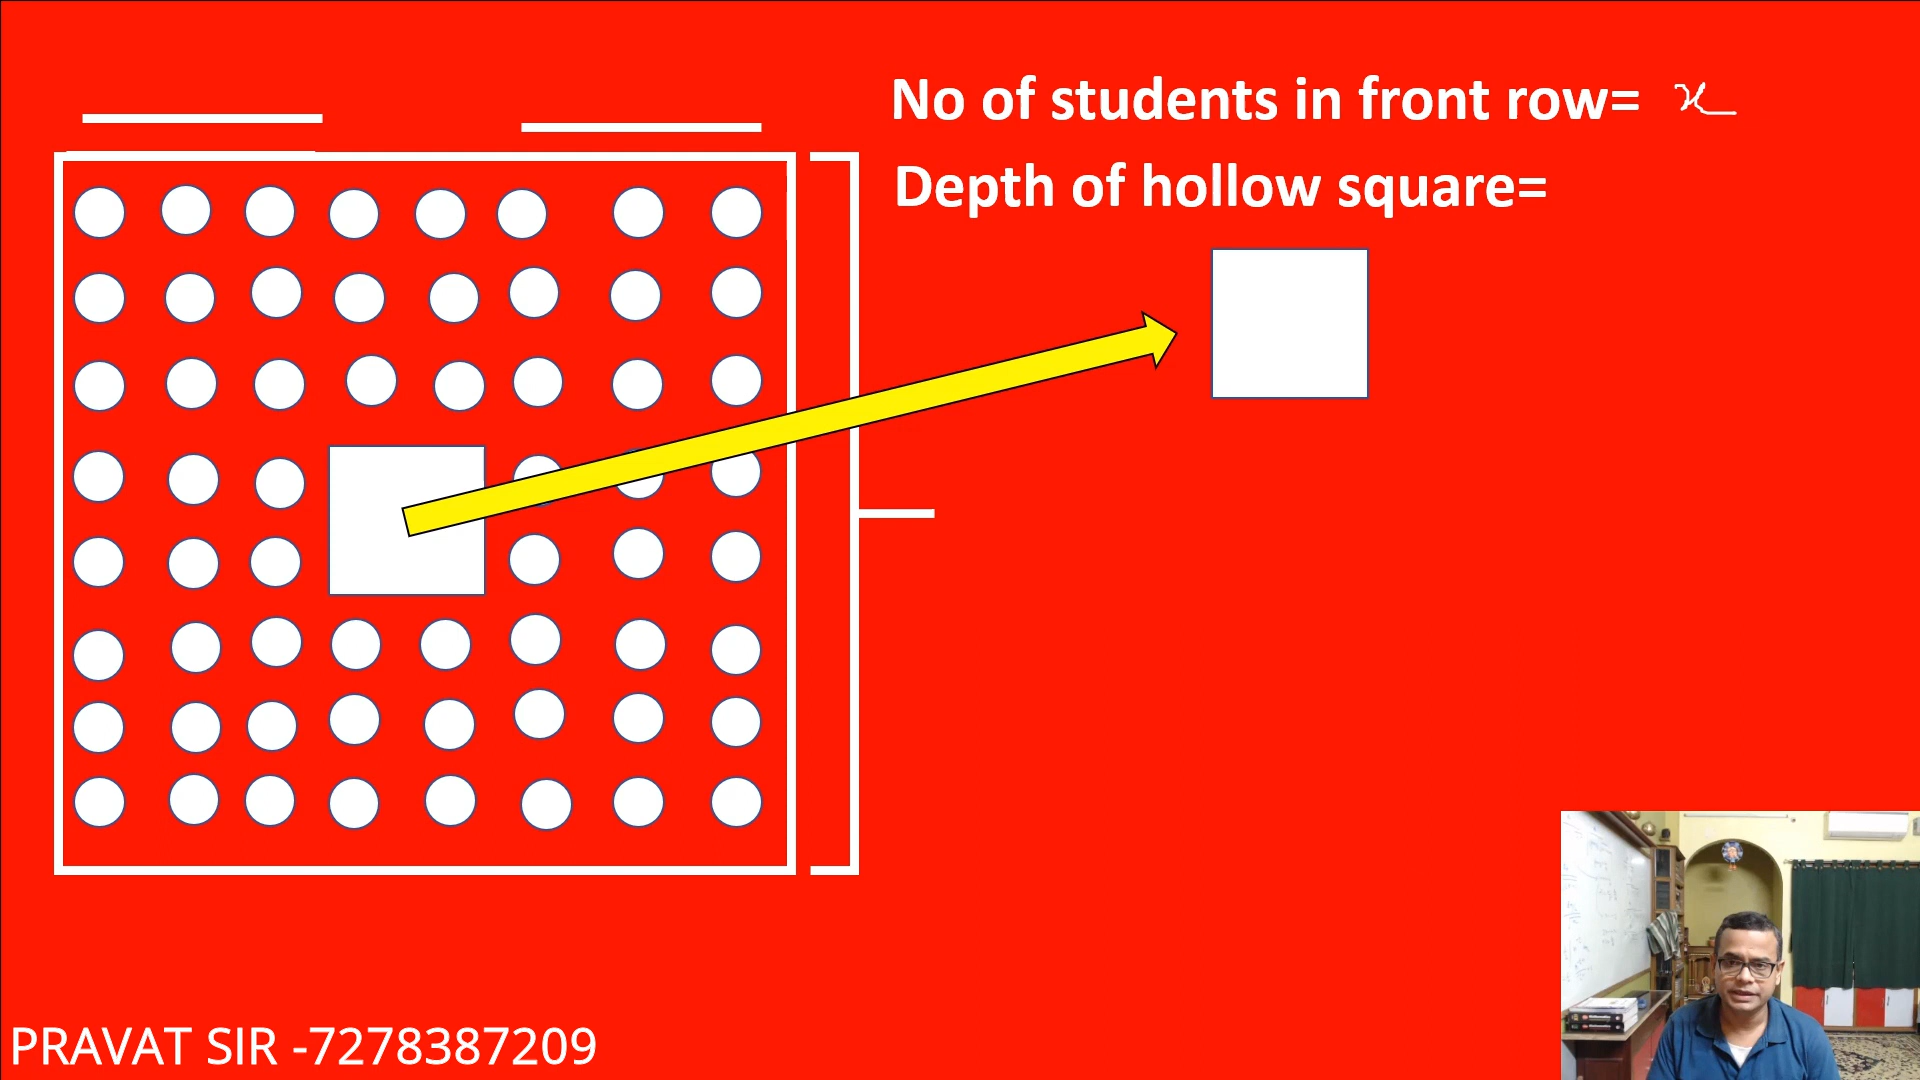 No of students in front row= x
Depth of hollow square=
PRAVAT SIR -7278387209